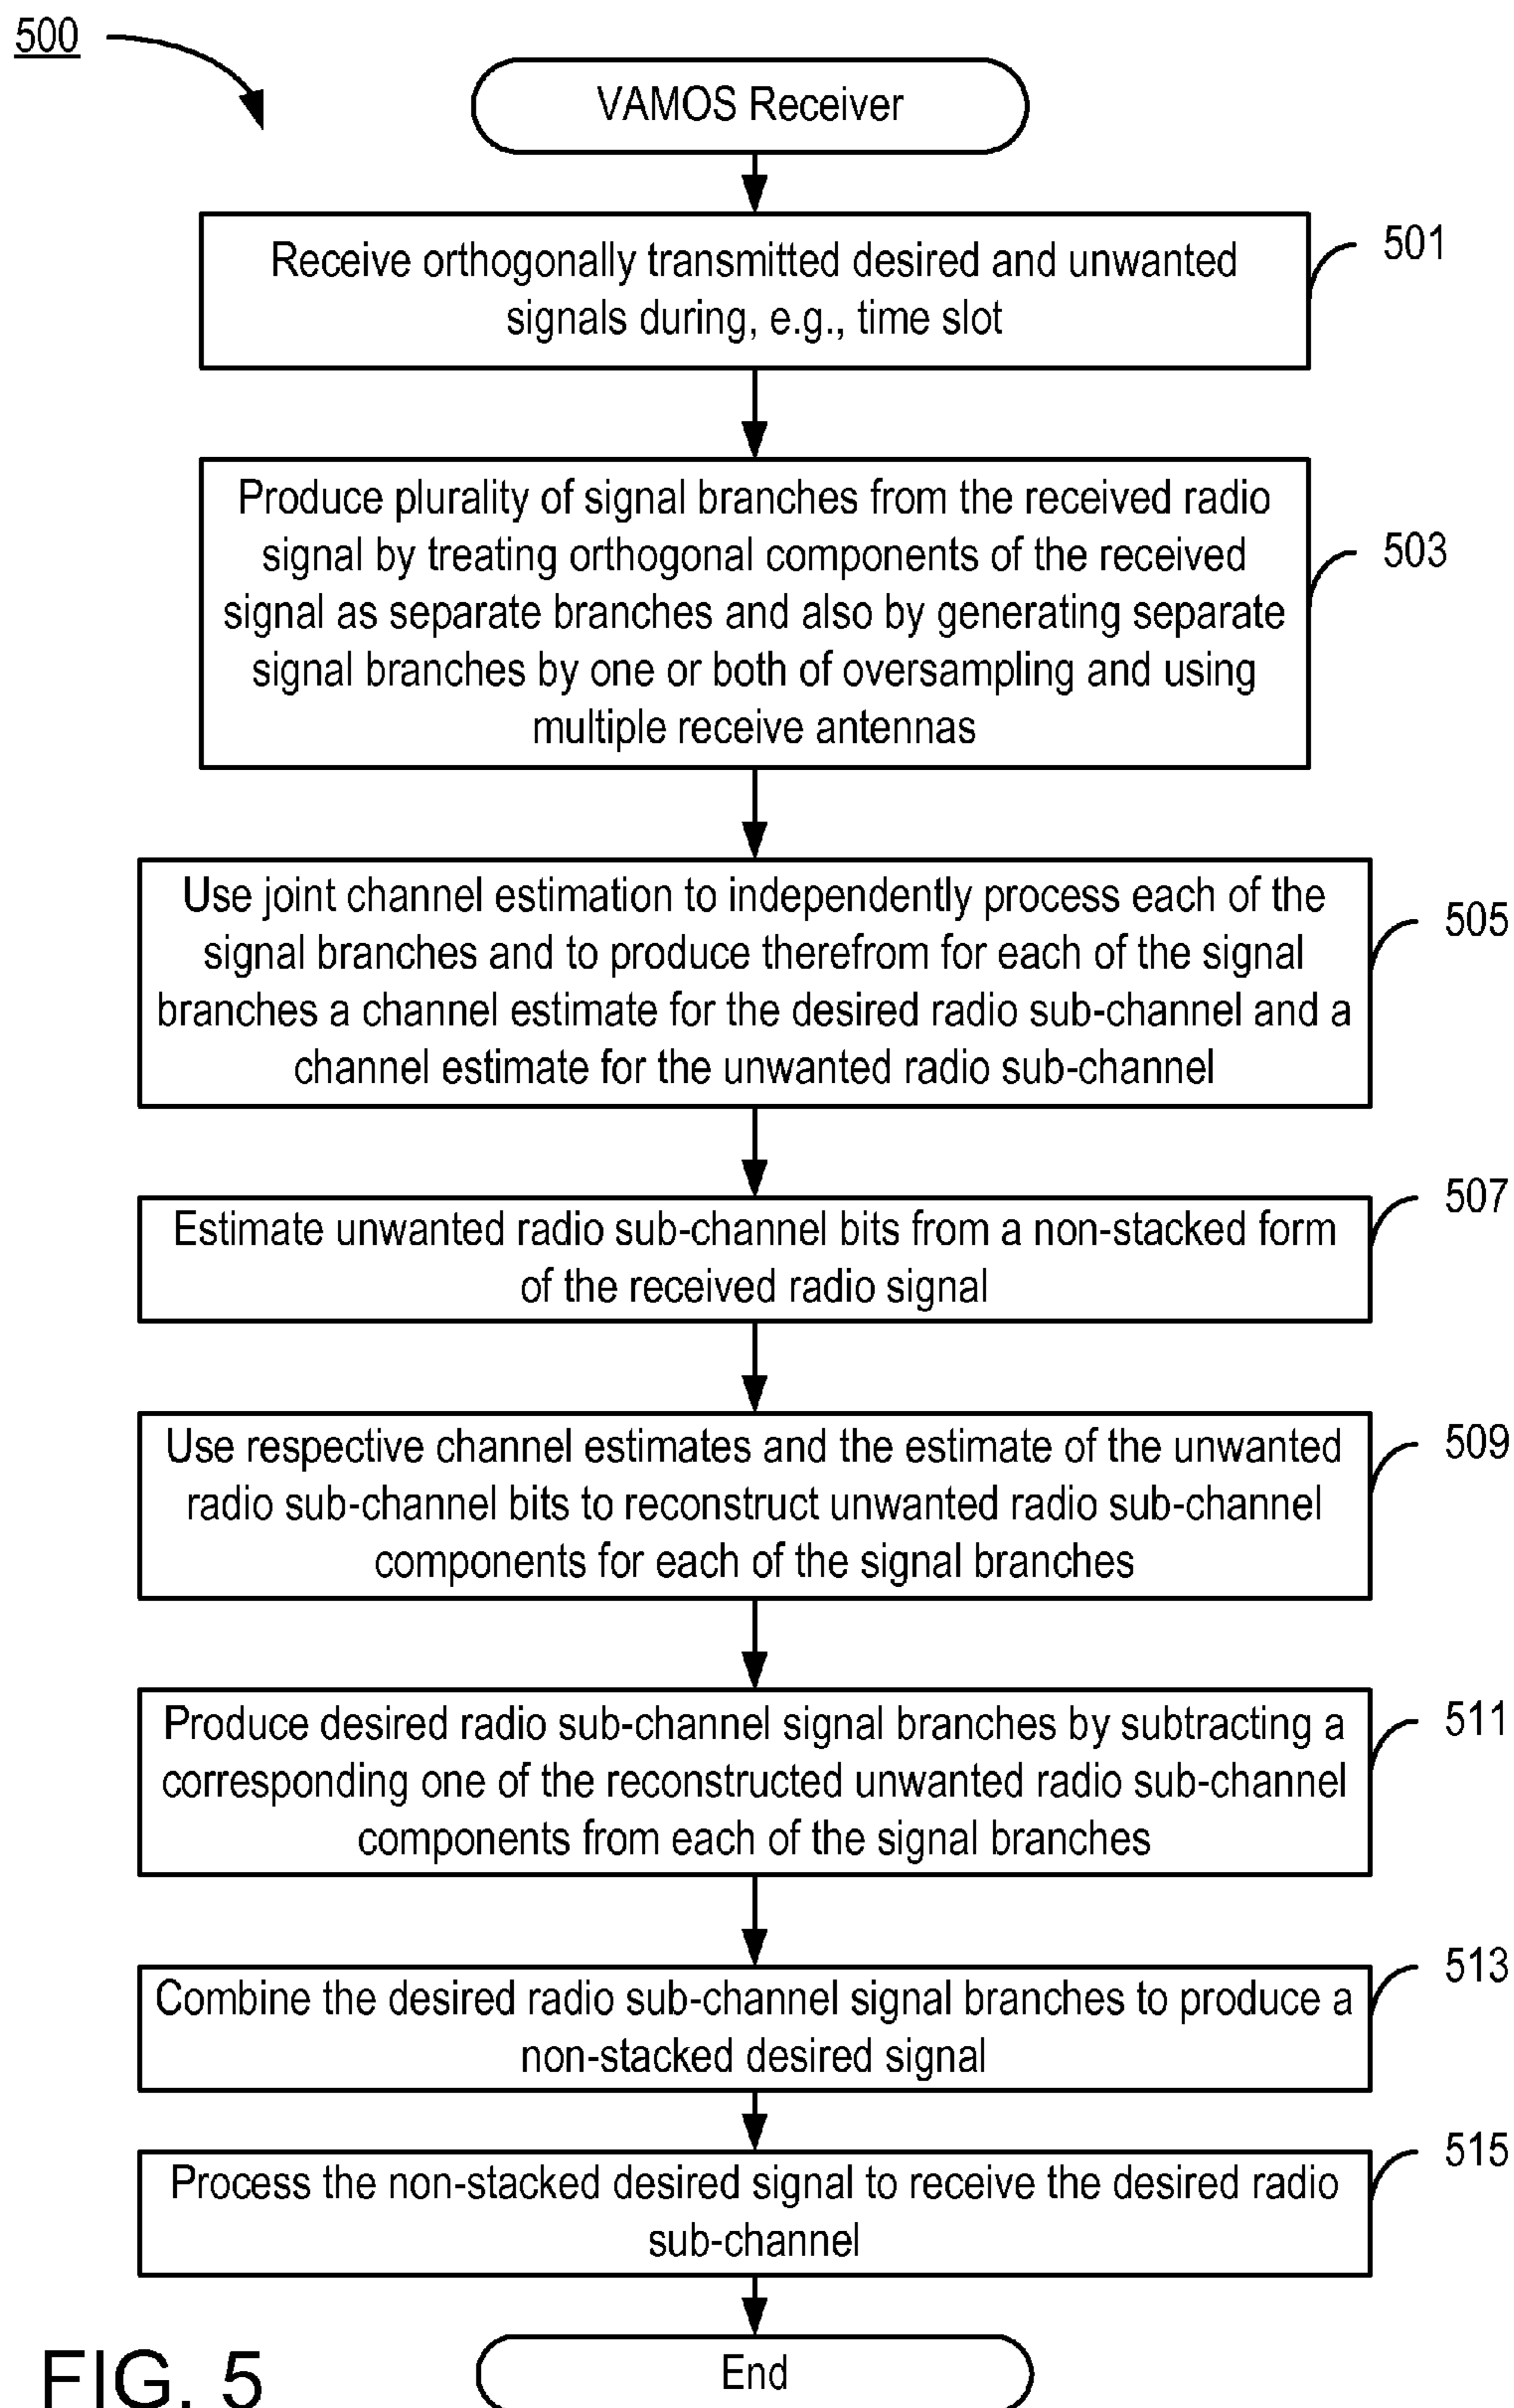 500
VAMOS Receiver
Receive orthogonally transmitted desired and unwanted
signals during, e.g., time slot
501
Produce plurality of signal branches from the received radio
signal by treating orthogonal components of the received
signal as separate branches and also by generating separate
signal branches by one or both of oversampling and using
multiple receive antennas
503
Use joint channel estimation to independently process each of the
signal branches and to produce therefrom for each of the signal
branches a channel estimate for the desired radio sub-channel and a
channel estimate for the unwanted radio sub-channel
505
Estimate unwanted radio sub-channel bits from a non-stacked form
of the received radio signal
507
Use respective channel estimates and the estimate of the unwanted
radio sub-channel bits to reconstruct unwanted radio sub-channel
components for each of the signal branches
509
Produce desired radio sub-channel signal branches by subtracting a
corresponding one of the reconstructed unwanted radio sub-channel
components from each of the signal branches
511
Combine the desired radio sub-channel signal branches to produce a
non-stacked desired signal
513
Process the non-stacked desired signal to receive the desired radio
sub-channel
515
End
FIG. 5